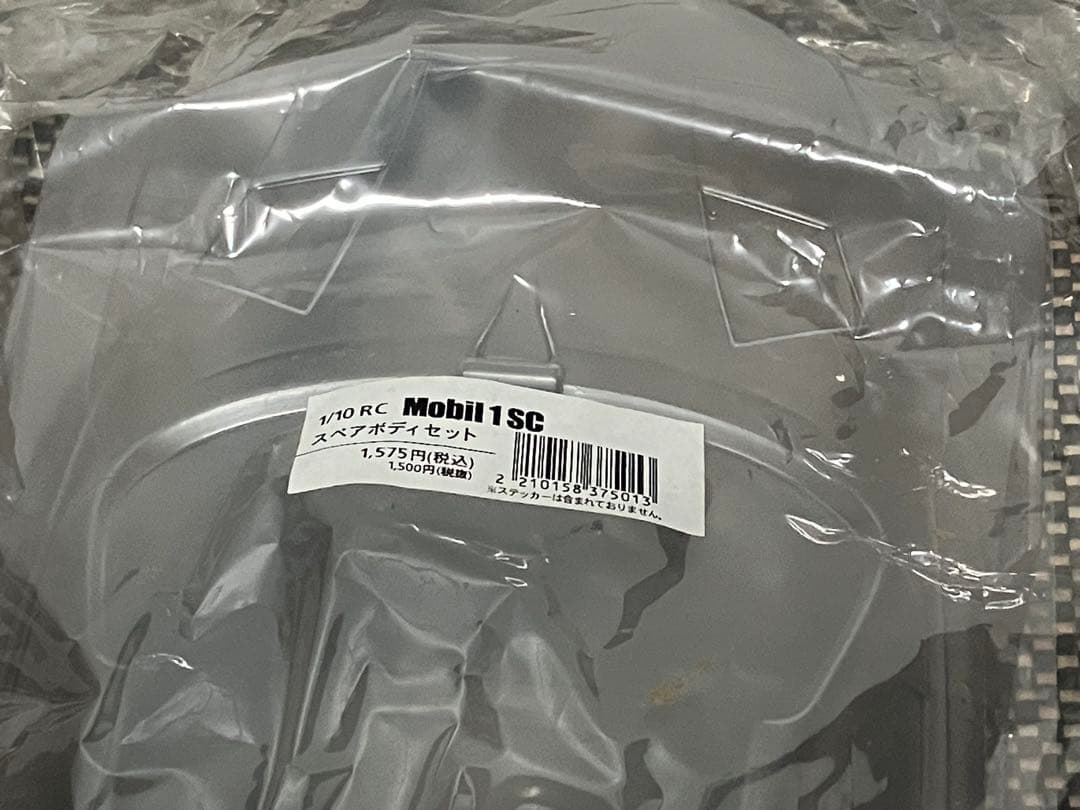 1/10 RC Mobil 1 SC
スペアボディセット
1,575円(税込)
1,500円(税抜)
2 210158 375013
※ステッカーは含まれておりません。